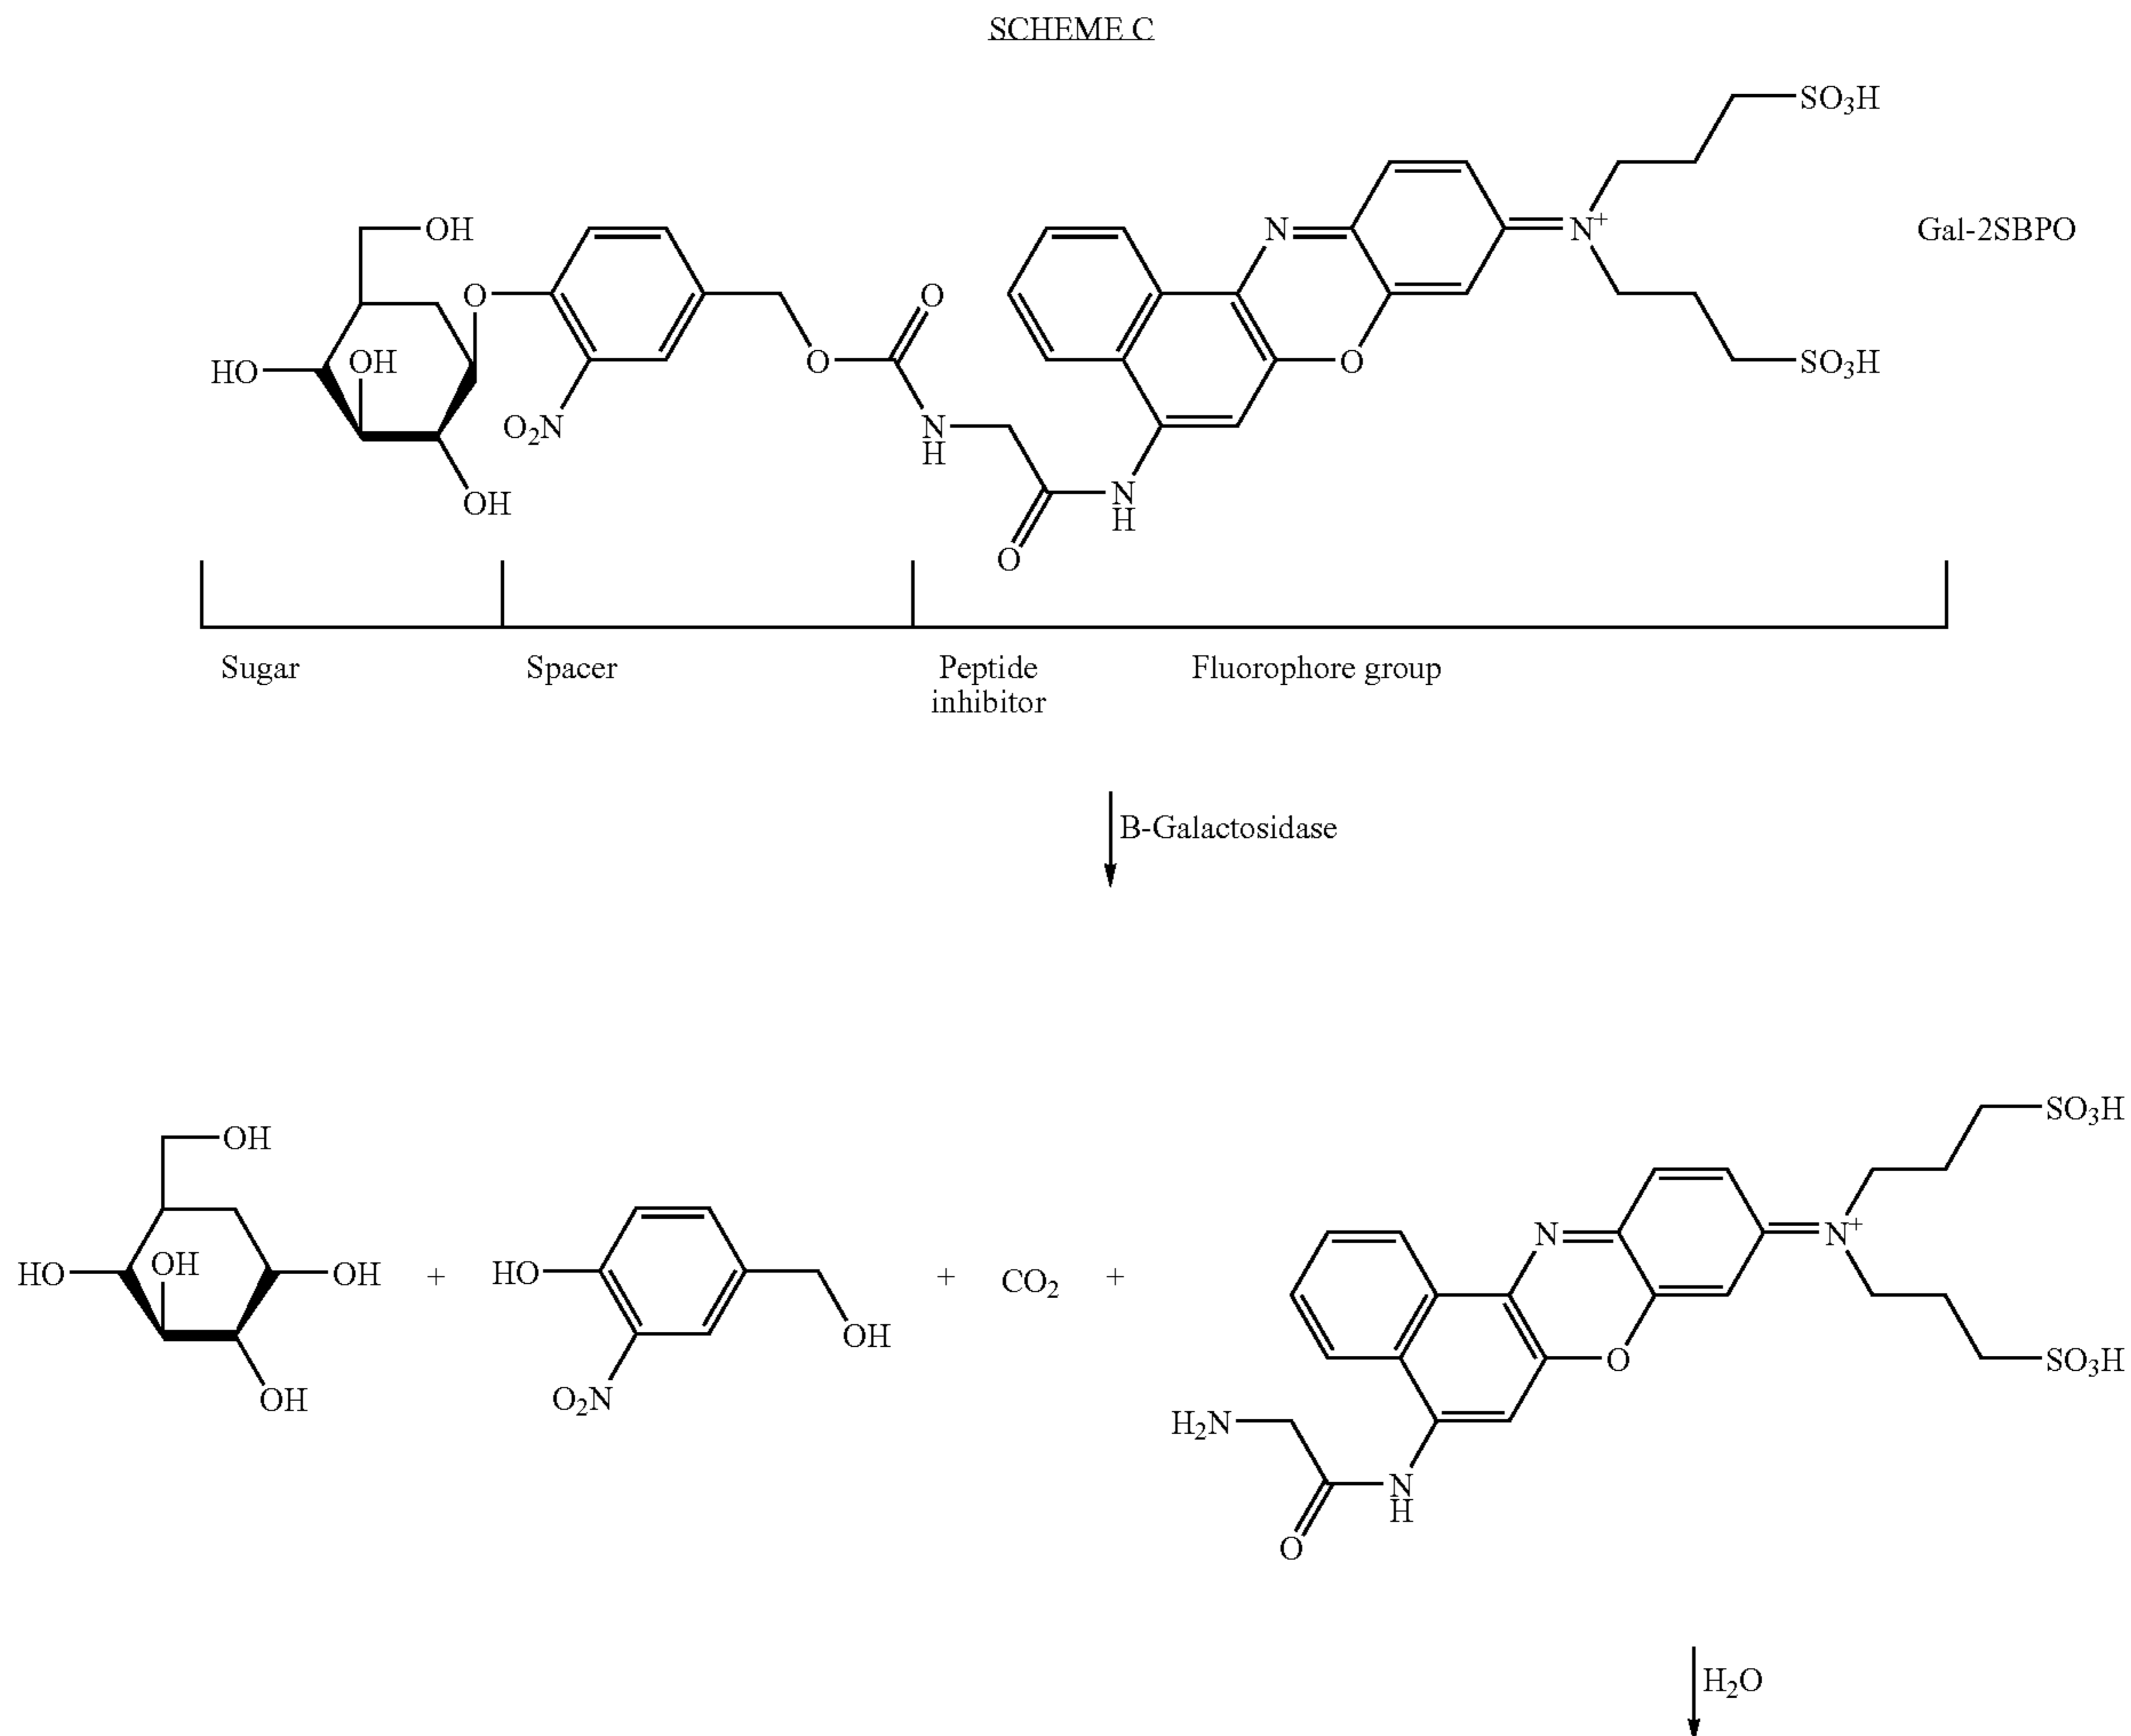 SCHEME C
SO3H
N
N+
Gal-2SBPO
OH
O
O
HO
OH
O
O
SO3H
O2N
N
H
OH
N
H
O
Sugar
Spacer
Peptide
inhibitor
Fluorophore group
B-Galactosidase
SO3H
OH
N
N+
HO
OH
OH
+
HO
+
CO2
+
OH
O
SO3H
O2N
OH
H2N
N
H
O
H2O